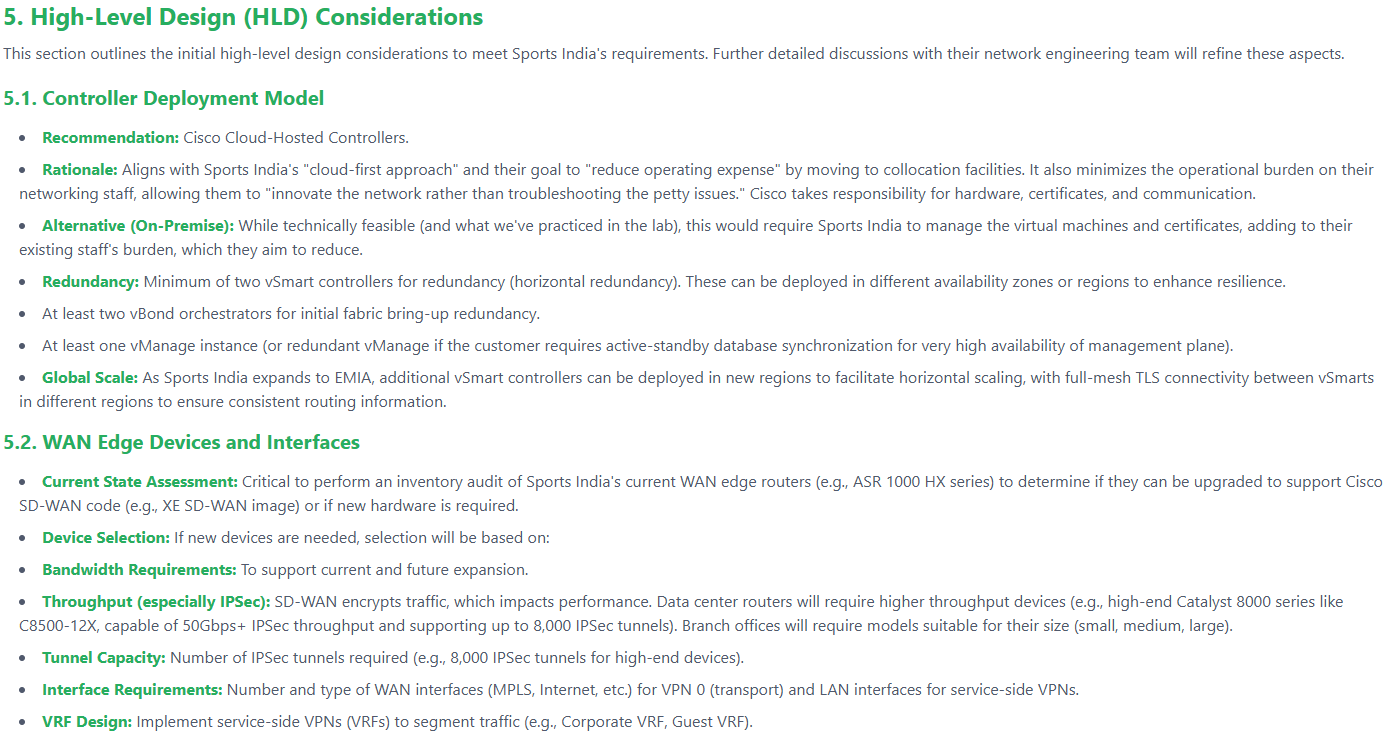 5. High-Level Design (HLD) Considerations
This section outlines the initial high-level design considerations to meet Sports India's requirements. Further detailed discussions with their network engineering team will refine these aspects.
5.1. Controller Deployment Model
• Recommendation: Cisco Cloud-Hosted Controllers.
• Rationale: Aligns with Sports India's "cloud-first approach" and their goal to "reduce operating expense" by moving to collocation facilities. It also minimizes the operational burden on their
networking staff, allowing them to "innovate the network rather than troubleshooting the petty issues." Cisco takes responsibility for hardware, certificates, and communication.
• Alternative (On-Premise): While technically feasible (and what we've practiced in the lab), this would require Sports India to manage the virtual machines and certificates, adding to their
existing staff's burden, which they aim to reduce.
• Redundancy: Minimum of two vSmart controllers for redundancy (horizontal redundancy). These can be deployed in different availability zones or regions to enhance resilience.
• At least two vBond orchestrators for initial fabric bring-up redundancy.
• At least one vManage instance (or redundant vManage if the customer requires active-standby database synchronization for very high availability of management plane).
• Global Scale: As Sports India expands to EMIA, additional vSmart controllers can be deployed in new regions to facilitate horizontal scaling, with full-mesh TLS connectivity between vSmarts
in different regions to ensure consistent routing information.
5.2. WAN Edge Devices and Interfaces
• Current State Assessment: Critical to perform an inventory audit of Sports India's current WAN edge routers (e.g., ASR 1000 HX series) to determine if they can be upgraded to support Cisco
SD-WAN code (e.g., XE SD-WAN image) or if new hardware is required.
• Device Selection: If new devices are needed, selection will be based on:
• Bandwidth Requirements: To support current and future expansion.
• Throughput (especially IPSec): SD-WAN encrypts traffic, which impacts performance. Data center routers will require higher throughput devices (e.g., high-end Catalyst 8000 series like
C8500-12X, capable of 50Gbps+ IPSec throughput and supporting up to 8,000 IPSec tunnels). Branch offices will require models suitable for their size (small, medium, large).
• Tunnel Capacity: Number of IPSec tunnels required (e.g., 8,000 IPSec tunnels for high-end devices).
• Interface Requirements: Number and type of WAN interfaces (MPLS, Internet, etc.) for VPN 0 (transport) and LAN interfaces for service-side VPNs.
• VRF Design: Implement service-side VPNs (VRFs) to segment traffic (e.g., Corporate VRF, Guest VRF).